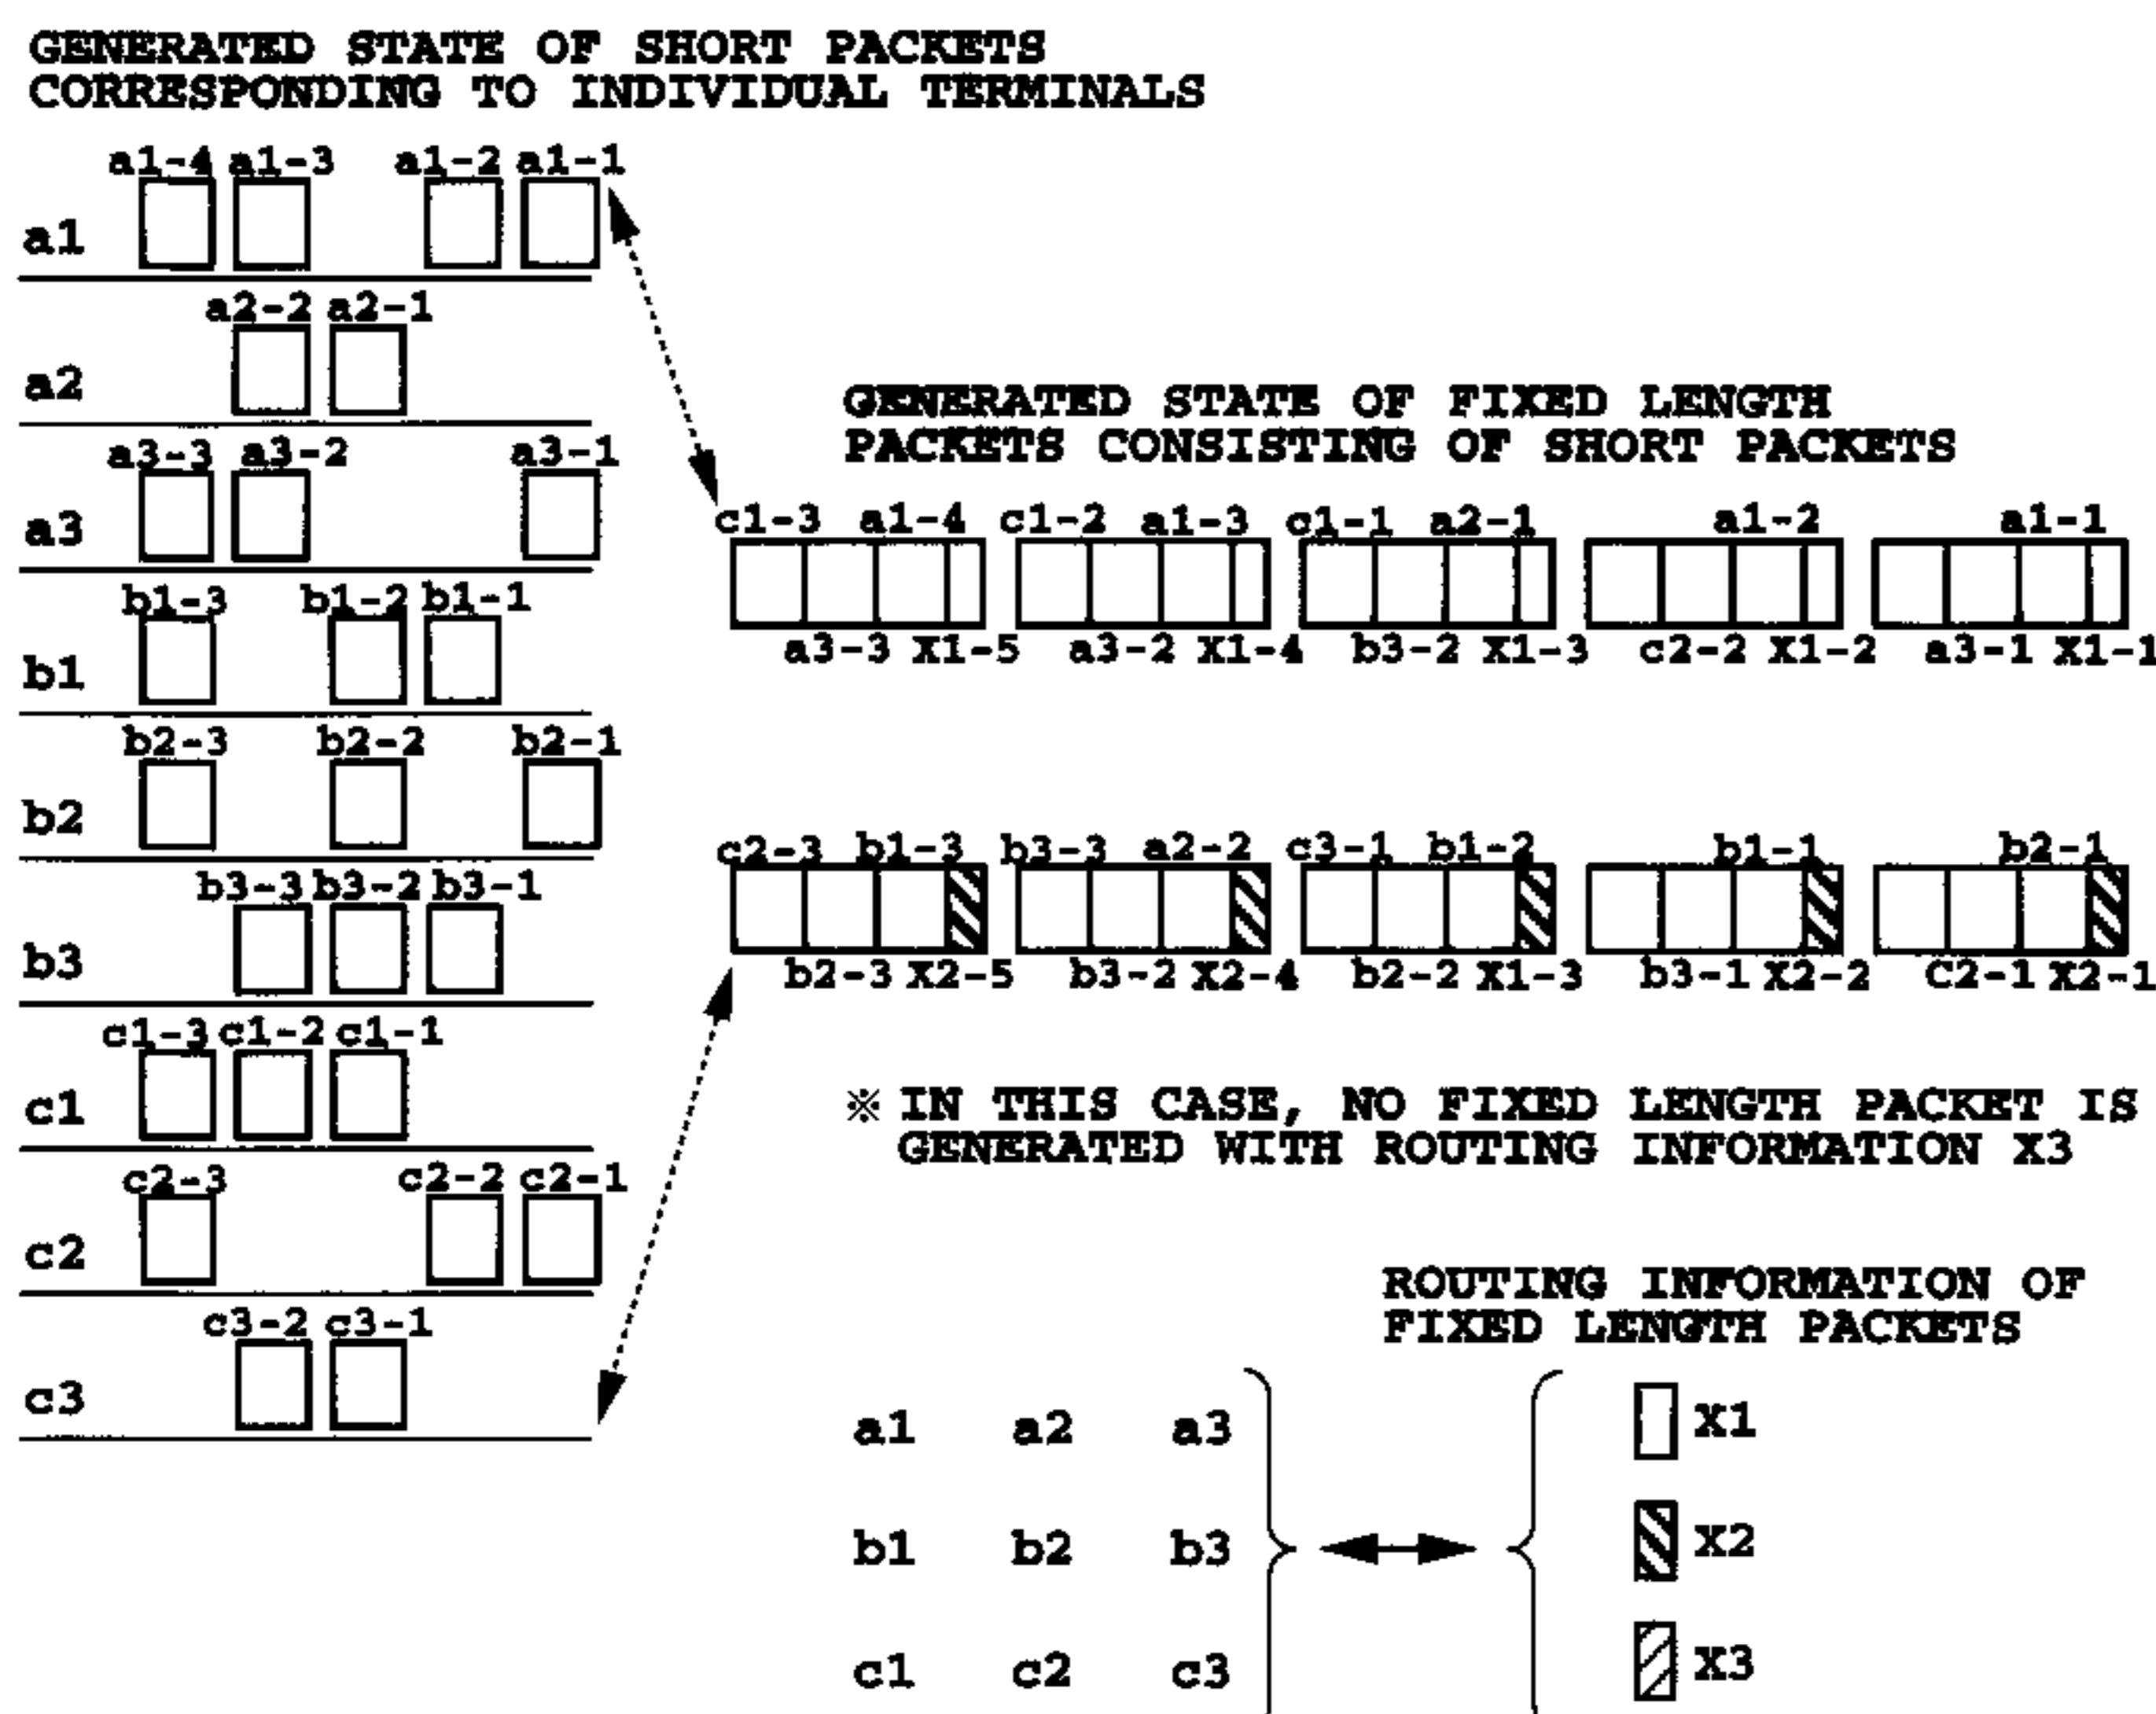 GENERATED STATE OF SHORT PACKETS
CORRESPONDING TO INDIVIDUAL TERMINALS
a1-4 a1-3 a1-2 a1-1
a1
a2-2 a2-1
a2
a3-3 a3-2 a3-1
a3
b1-3 b1-2 b1-1
b1
b2-3 b2-2 b2-1
b2
b3-3 b3-2 b3-1
b3
c1-3 c1-2 c1-1
c1
c2-3 c2-2 c2-1
c2
c3-2 c3-1
c3
GENERATED STATE OF FIXED LENGTH
PACKETS CONSISTING OF SHORT PACKETS
c1-3 a1-4 c1-2 a1-3 c1-1 a2-1 a1-2 a1-1
a3-3 X1-5 a3-2 X1-4 b3-2 X1-3 c2-2 X1-2 a3-1 X1-1
c2-3 b1-3 b3-3 a2-2 c3-1 b1-2 b1-1 b2-1
b2-3 X2-5 b3-2 X2-4 b2-2 X1-3 b3-1 X2-2 C2-1 X2-1
※ IN THIS CASE, NO FIXED LENGTH PACKET IS
GENERATED WITH ROUTING INFORMATION X3
ROUTING INFORMATION OF
FIXED LENGTH PACKETS
a1 a2 a3 X1
b1 b2 b3 X2
c1 c2 c3 X3